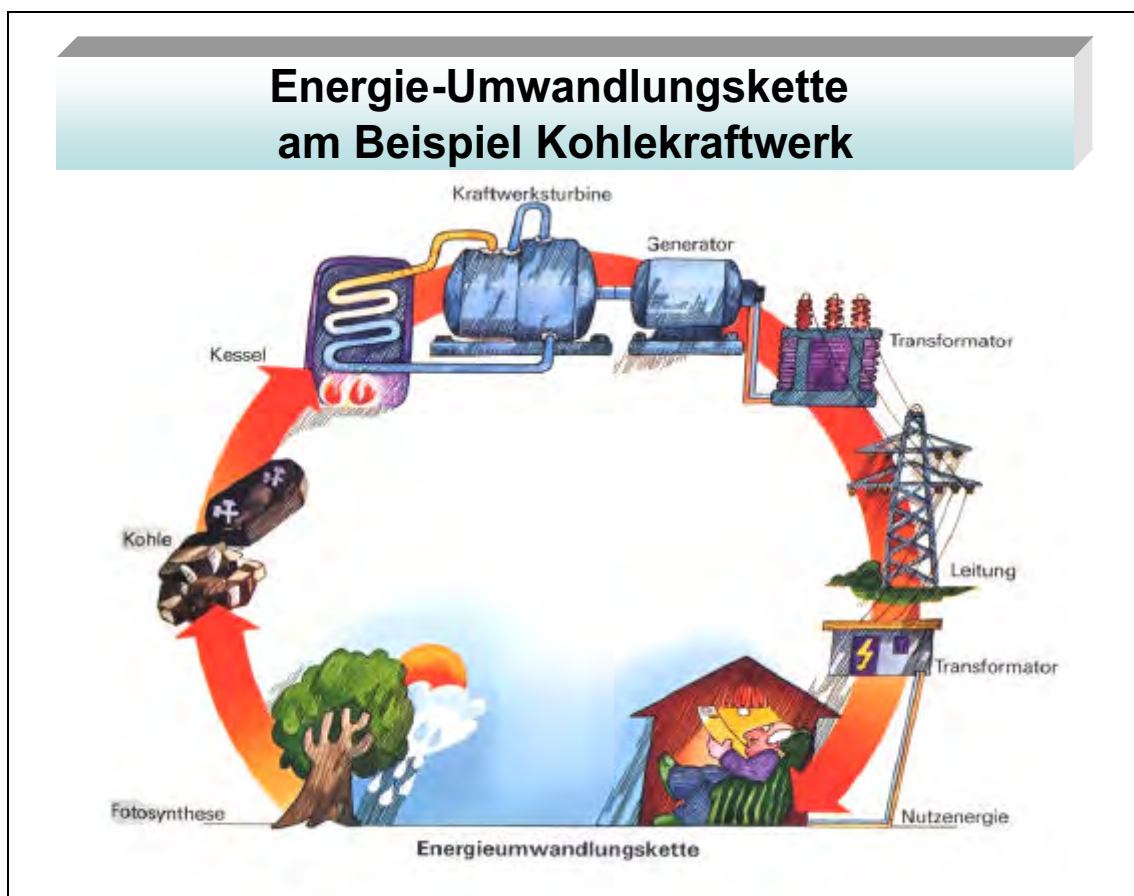 Energie-Umwandlungskette
am Beispiel Kohlekraftwerk
Kraftwerksturbine
Generator
Transformator
Kessel
Kohle
Leitung
Transformator
Fotosynthese
Nutzenergie
Energieumwandlungskette